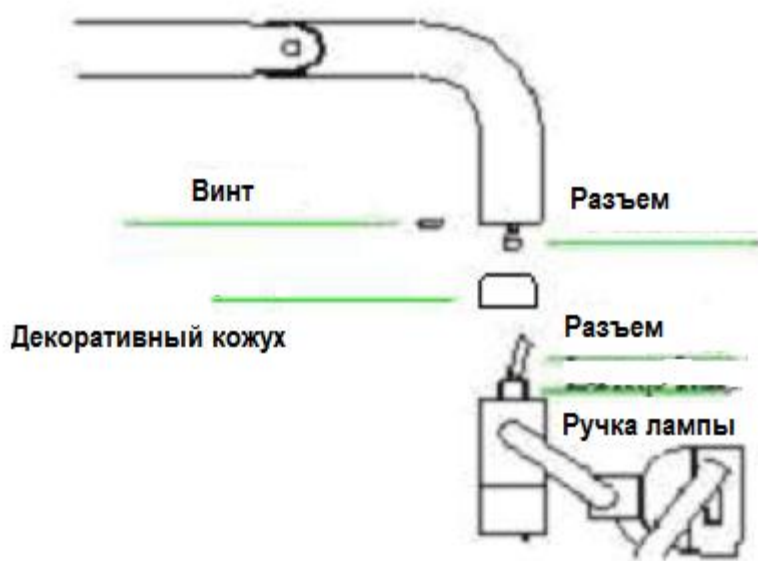 Винт
Разъем
Декоративный кожух
Разъем
Ручка лампы